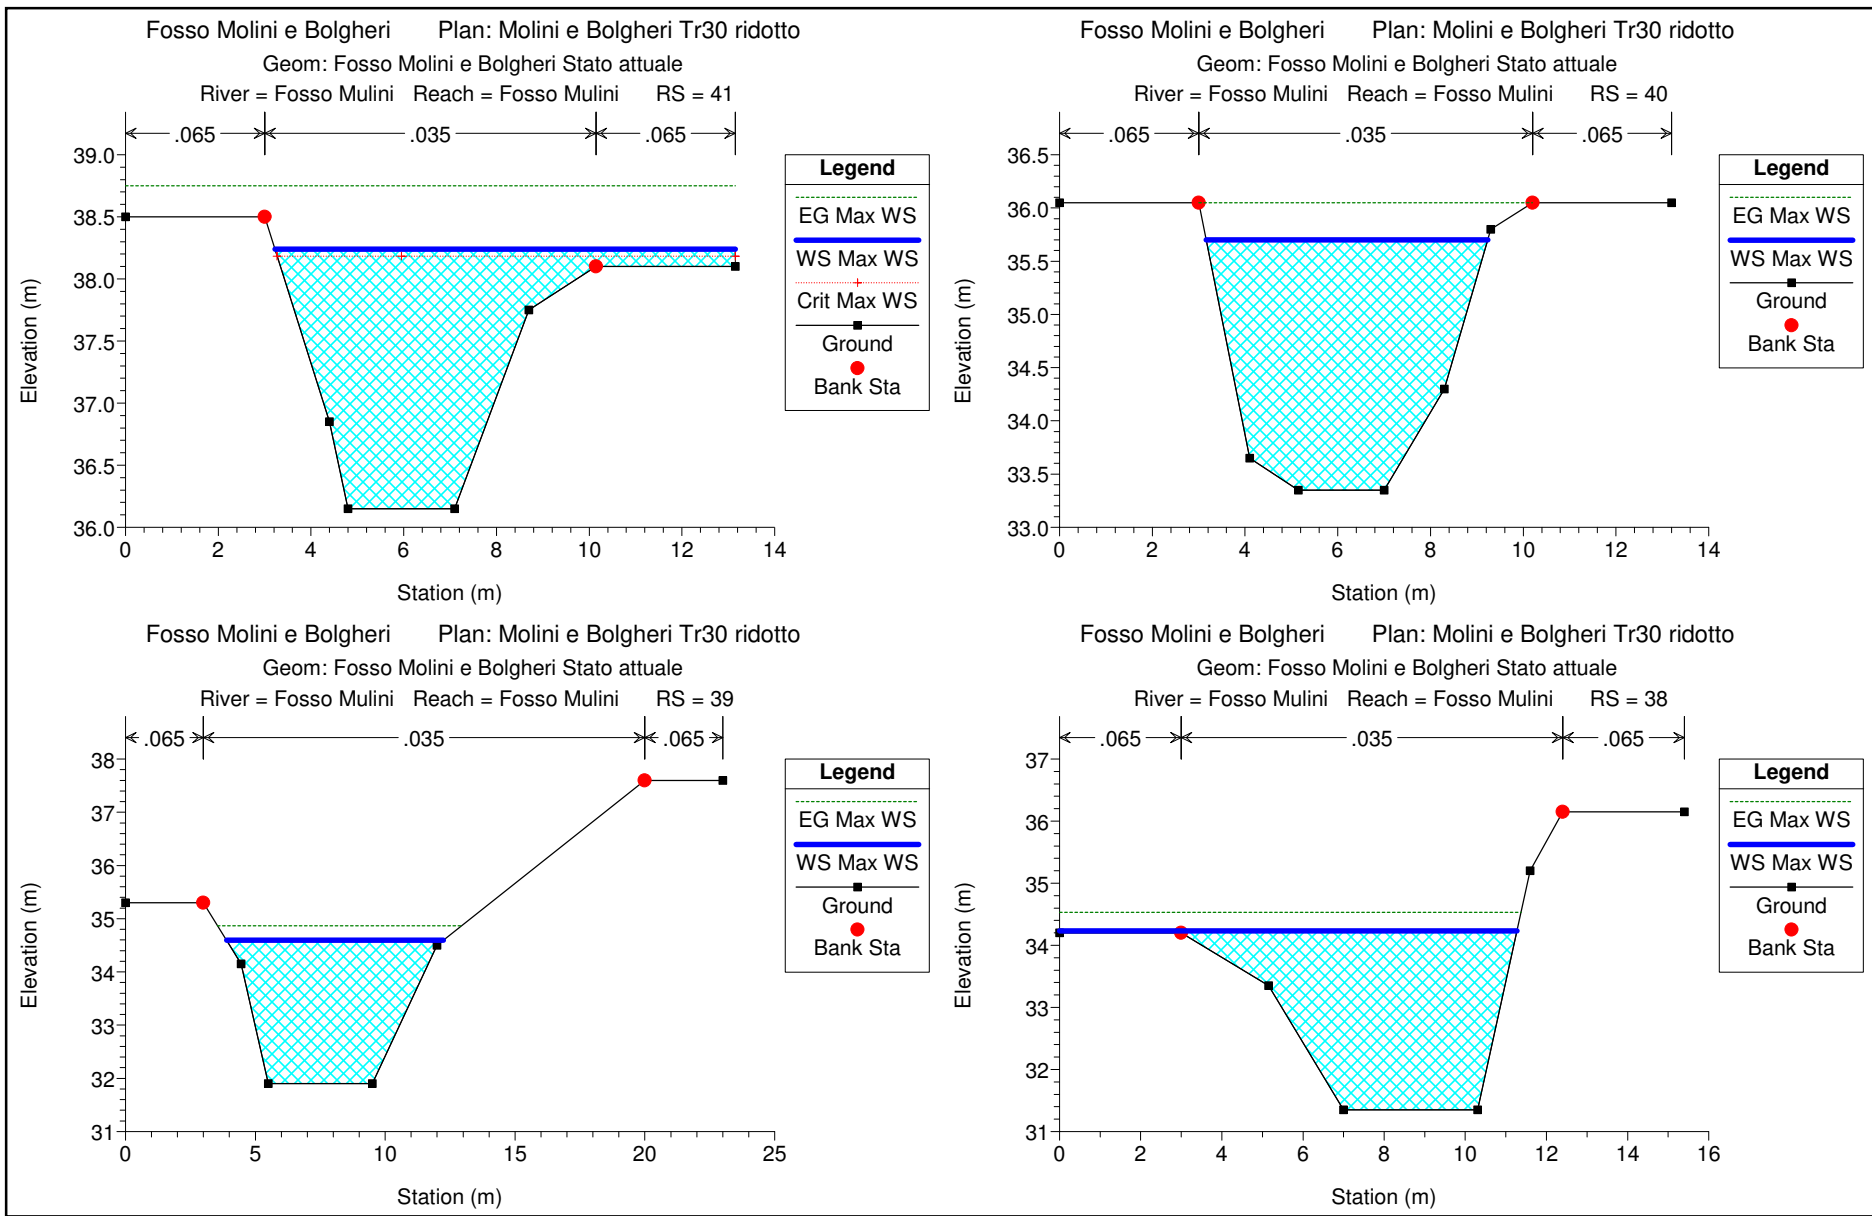 Fosso Molini e Bolgheri Plan: Molini e Bolgheri Tr30 ridotto
Geom: Fosso Molini e Bolgheri Stato attuale
River = Fosso Mulini Reach = Fosso Mulini RS = 41
.065 .035 .065
39.0
38.5
38.0
37.5
37.0
36.5
36.0
Elevation (m)
0 2 4 6 8 10 12 14
Station (m)
Legend
EG Max WS
WS Max WS
Crit Max WS
Ground
Bank Sta
Fosso Molini e Bolgheri Plan: Molini e Bolgheri Tr30 ridotto
Geom: Fosso Molini e Bolgheri Stato attuale
River = Fosso Mulini Reach = Fosso Mulini RS = 40
.065 .035 .065
36.5
36.0
35.5
35.0
34.5
34.0
33.5
33.0
Elevation (m)
0 2 4 6 8 10 12 14
Station (m)
Legend
EG Max WS
WS Max WS
Ground
Bank Sta
Fosso Molini e Bolgheri Plan: Molini e Bolgheri Tr30 ridotto
Geom: Fosso Molini e Bolgheri Stato attuale
River = Fosso Mulini Reach = Fosso Mulini RS = 39
.065 .035 .065
38
37
36
35
34
33
32
31
Elevation (m)
0 5 10 15 20 25
Station (m)
Legend
EG Max WS
WS Max WS
Ground
Bank Sta
Fosso Molini e Bolgheri Plan: Molini e Bolgheri Tr30 ridotto
Geom: Fosso Molini e Bolgheri Stato attuale
River = Fosso Mulini Reach = Fosso Mulini RS = 38
.065 .035 .065
37
36
35
34
33
32
31
Elevation (m)
0 2 4 6 8 10 12 14 16
Station (m)
Legend
EG Max WS
WS Max WS
Ground
Bank Sta